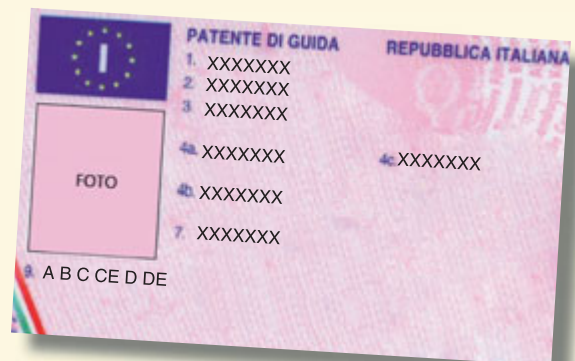 I
PATENTE DI GUIDA REPUBBLICA ITALIANA
1. XXXXXXX
2. XXXXXXX
3. XXXXXXX
4a. XXXXXXX 4c. XXXXXXX
4b. XXXXXXX
7. XXXXXXX
FOTO
9. A B C CE D DE